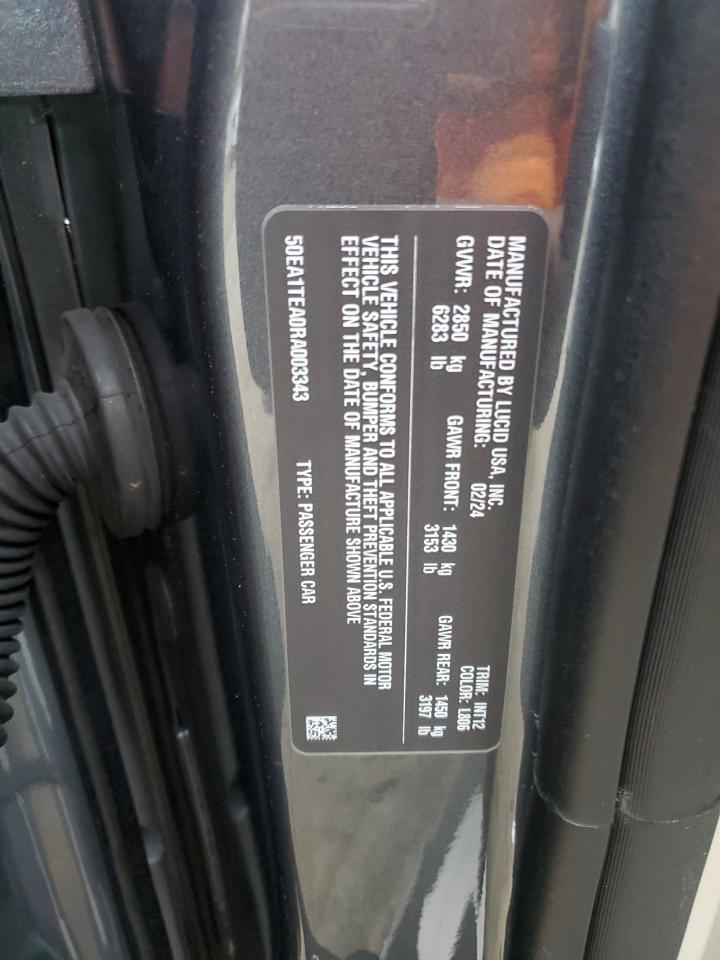 MANUFACTURED BY LUCID USA, INC.
DATE OF MANUFACTURING: 02/24
TRIM: INT12
COLOR: L806
GVWR: 2850 kg GAWR FRONT: 1430 kg GAWR REAR: 1450 kg
6283 lb 3153 lb 3197 lb
THIS VEHICLE CONFORMS TO ALL APPLICABLE U.S. FEDERAL MOTOR
VEHICLE SAFETY, BUMPER AND THEFT PREVENTION STANDARDS IN
EFFECT ON THE DATE OF MANUFACTURE SHOWN ABOVE
50EA1TEA0RA003343 TYPE: PASSENGER CAR